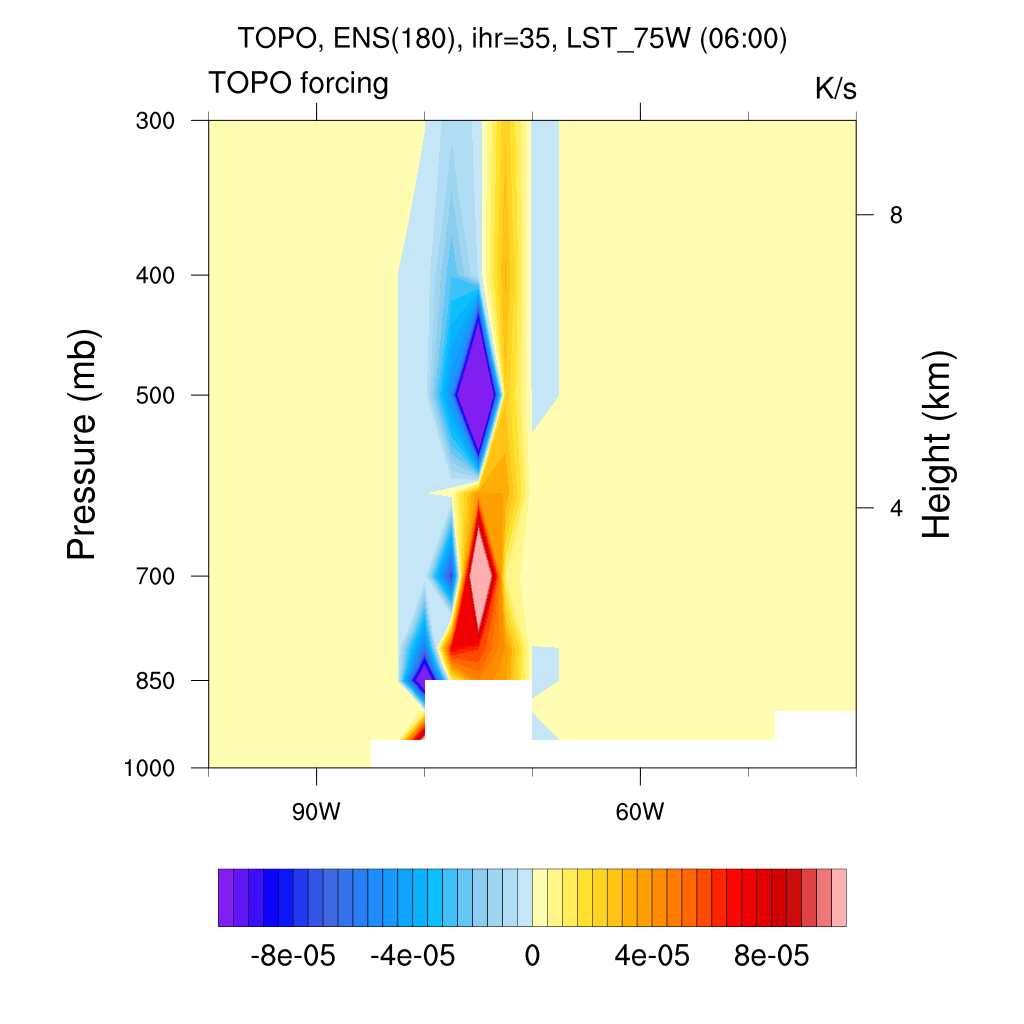 TOPO, ENS(180), ihr=35, LST_75W (06:00)
TOPO forcing
K/s
300
400
500
700
850
1000
Pressure (mb)
8
4
Height (km)
90W
60W
-8e-05
-4e-05
0
4e-05
8e-05